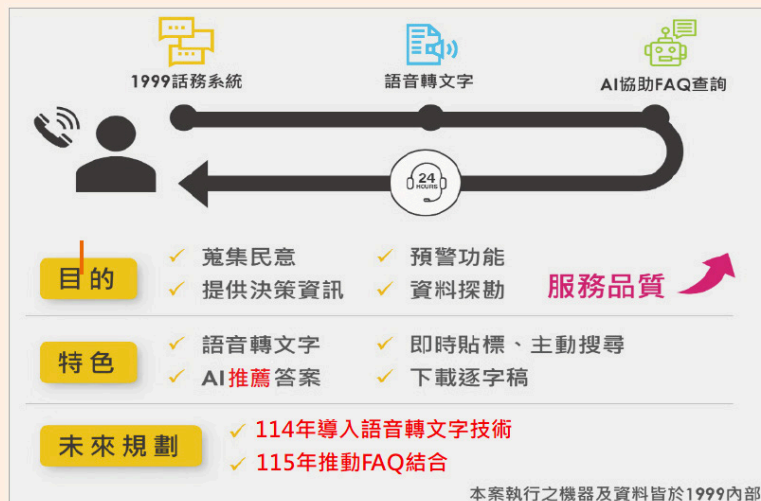 1999話務系統
語音轉文字
AI協助FAQ查詢
24
HOURS
目的
✓ 蒐集民意
✓ 預警功能
✓ 提供決策資訊
✓ 資料探勘
服務品質
特色
✓ 語音轉文字
✓ 即時貼標、主動搜尋
✓ AI推薦答案
✓ 下載逐字稿
未來規劃
✓ 114年導入語音轉文字技術
✓ 115年推動FAQ結合
本案執行之機器及資料皆於1999內部